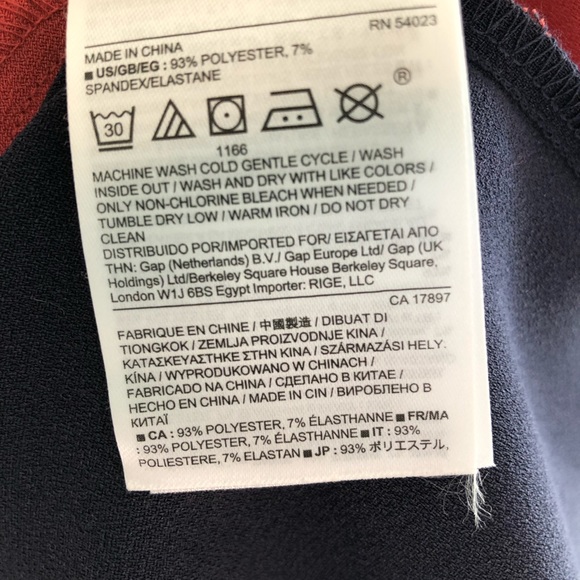 RN 54023
MADE IN CHINA
■ US/GB/EG : 93% POLYESTER, 7%
SPANDEX/ELASTANE
30
®
1166
MACHINE WASH COLD GENTLE CYCLE / WASH
INSIDE OUT / WASH AND DRY WITH LIKE COLORS /
ONLY NON-CHLORINE BLEACH WHEN NEEDED /
TUMBLE DRY LOW / WARM IRON / DO NOT DRY
CLEAN
DISTRIBUIDO POR/IMPORTED FOR/ ΕΙΣΑΓΕΤΑΙ ΑΠΟ
ΤΗΝ: Gap (Netherlands) B.V./ Gap Europe Ltd/ Gap (UK
Holdings) Ltd/Berkeley Square House Berkeley Square,
London W1J 6BS Egypt Importer: RIGE, LLC
CA 17897
FABRIQUE EN CHINE / 中國製造 / DIBUAT DI
TIONGKOK / ZEMLJA PROIZVODNJE KINA /
ΚΑΤΑΣΚΕΥΑΣΤΗΚΕ ΣΤΗΝ ΚΙΝΑ / SZÁRMAZÁSI HELY.
KÍNA / WYPRODUKOWANO W CHINACH /
FABRICADO NA CHINA / СДЕЛАНО В КИТАЕ /
HECHO EN CHINA / MADE IN CIN / ВИРОБЛЕНО В
КИТАЇ
■ CA : 93% POLYESTER, 7% ÉLASTHANNE ■ FR/MA
: 93% POLYESTER, 7% ÉLASTHANNE ■ IT : 93%
POLIESTERE, 7% ELASTAN ■ JP : 93% ポリエステル,